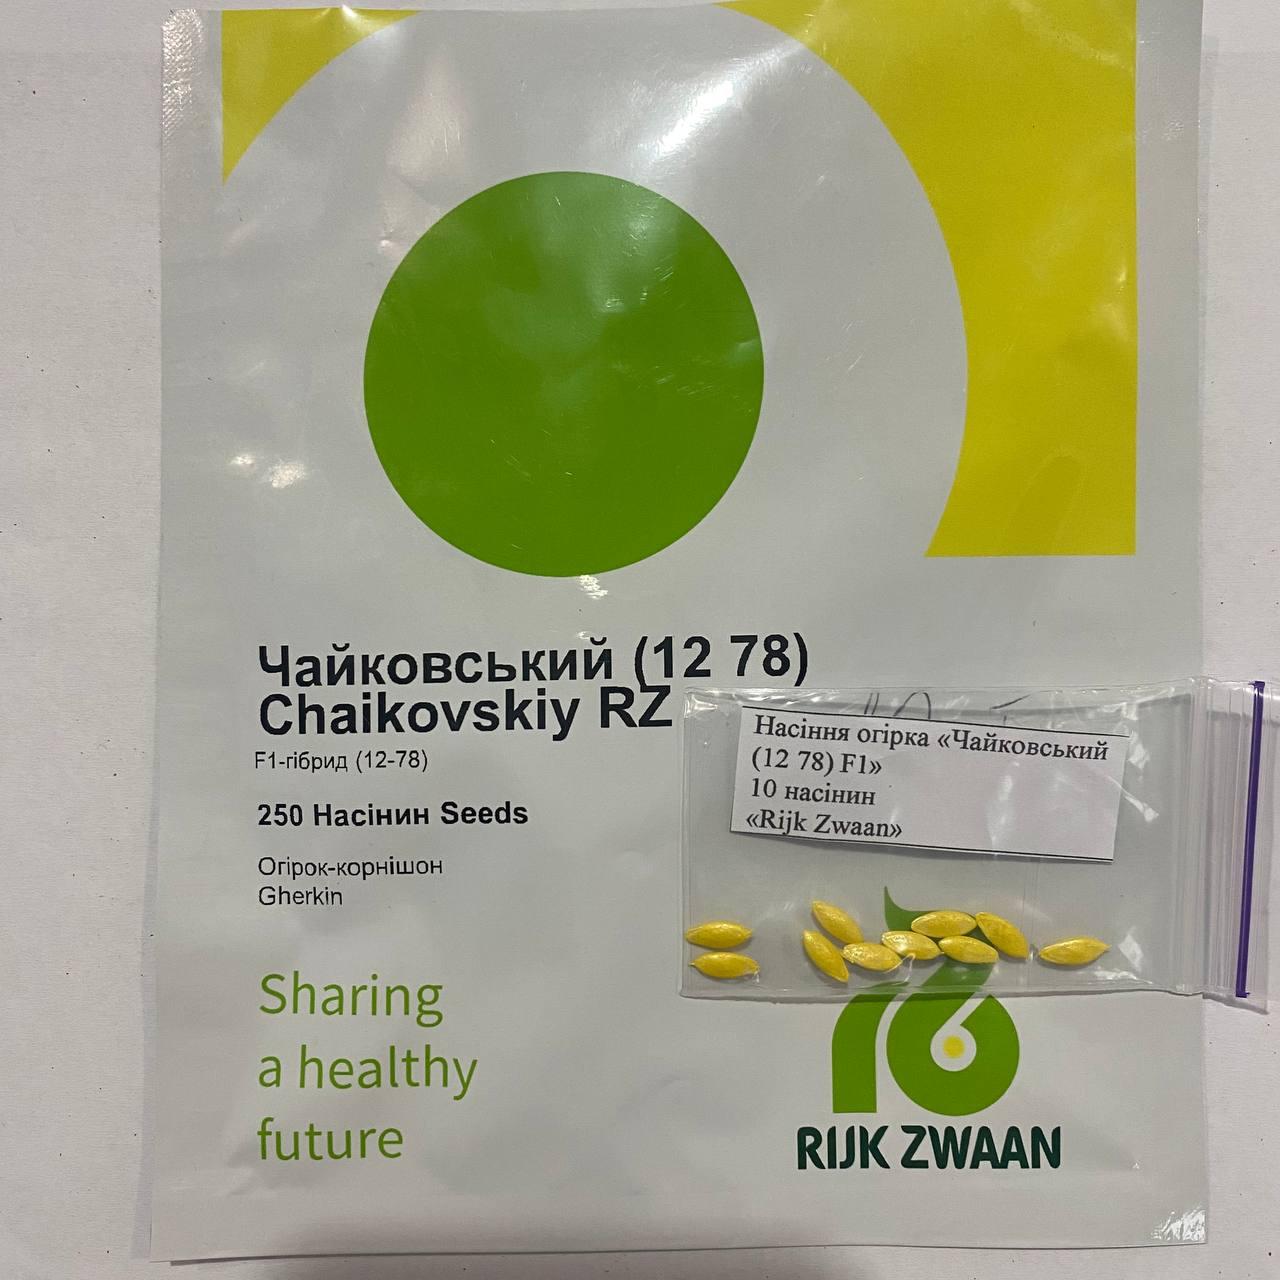 Чайковський (12 78)
Chaikovskiy RZ
F1-гібрид (12-78)
250 Насінин Seeds
Огірок-корнішон
Gherkin
Sharing
a healthy
future
Насіння огірка «Чайковський
(12 78) F1»
10 насінин
«Rijk Zwaan»
RIJK ZWAAN